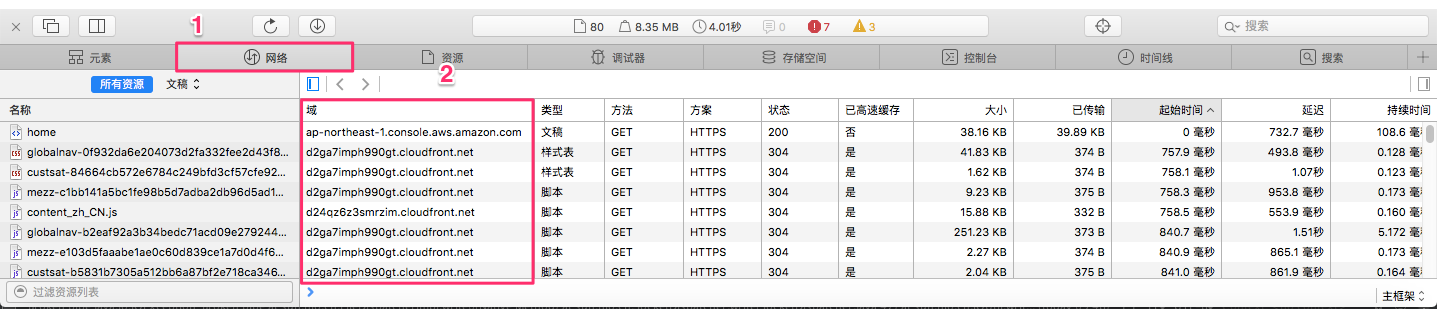 1
80 8.35 MB 4.01秒 0 7 3 搜索
元素 网络 资源 调试器 存储空间 控制台 时间线 搜索
2
所有资源 文稿
名称 域 类型 方法 方案 状态 已高速缓存 大小 已传输 起始时间 延迟 持续时间
home ap-northeast-1.console.aws.amazon.com 文稿 GET HTTPS 200 否 38.16 KB 39.89 KB 0 毫秒 732.7 毫秒 108.6 毫秒
globalnav-0f932da6e204073d2fa332fee2d43f8... d2ga7imph990gt.cloudfront.net 样式表 GET HTTPS 304 是 41.83 KB 374 B 757.9 毫秒 493.8 毫秒 0.128 毫秒
custsat-84664cb572e6784c249bfd3cf57cfe92... d2ga7imph990gt.cloudfront.net 样式表 GET HTTPS 304 是 1.62 KB 374 B 758.1 毫秒 1.07秒 0.123 毫秒
mezz-c1bb141a5bc1fe98b5d7adba2db96d5ad1... d2ga7imph990gt.cloudfront.net 脚本 GET HTTPS 304 是 9.23 KB 375 B 758.3 毫秒 953.8 毫秒 0.173 毫秒
content_zh_CN.js d24qz6z3smrzim.cloudfront.net 脚本 GET HTTPS 304 是 15.88 KB 332 B 758.5 毫秒 553.9 毫秒 0.160 毫秒
globalnav-b2eaf92a3b34bedc71acd09e279244... d2ga7imph990gt.cloudfront.net 脚本 GET HTTPS 304 是 251.23 KB 373 B 840.7 毫秒 1.51秒 5.172 毫秒
mezz-e103d5faaabe1ae0c60d839ce1a7d0d4f6... d2ga7imph990gt.cloudfront.net 脚本 GET HTTPS 304 是 2.27 KB 374 B 840.9 毫秒 865.1 毫秒 0.173 毫秒
custsat-b5831b7305a512bb6a87bf2e718ca346... d2ga7imph990gt.cloudfront.net 脚本 GET HTTPS 304 是 2.04 KB 375 B 841.0 毫秒 861.9 毫秒 0.164 毫秒
过滤资源列表 主框架